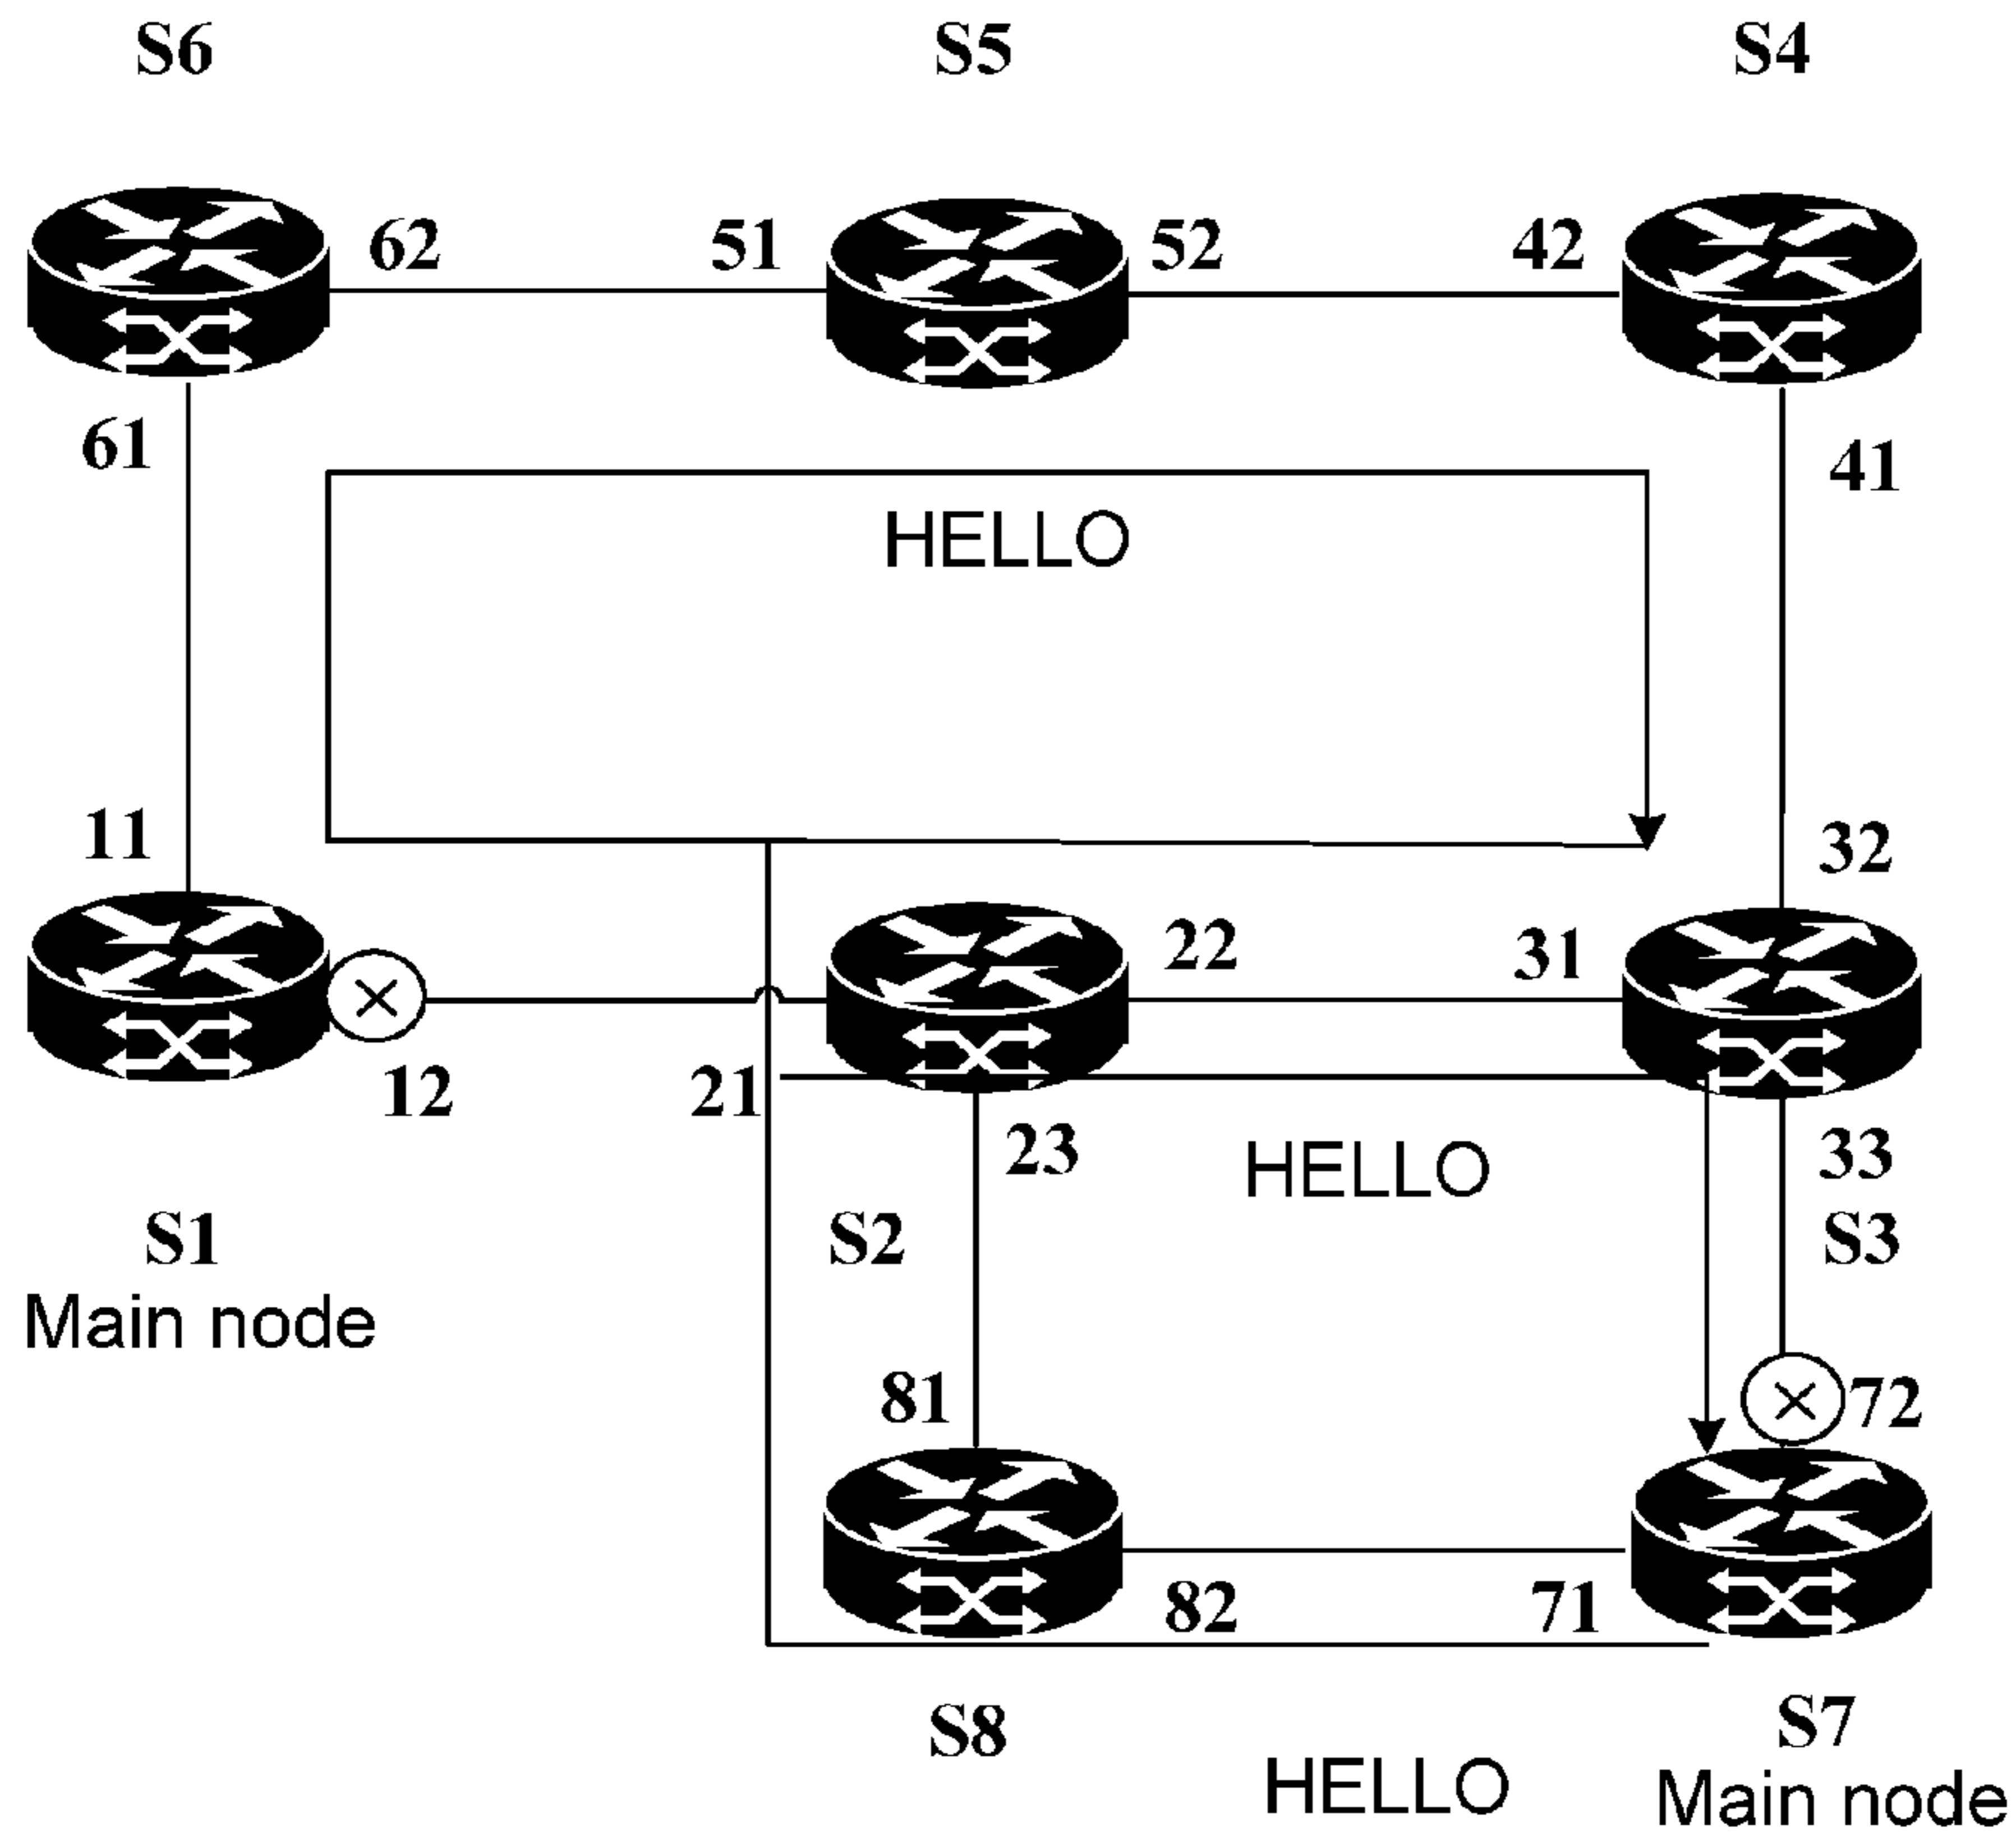 S6 S5 S4
62 51 52 42
61 41
HELLO
11 32
22 31
12 21 23 33
HELLO
S1 S2 S3
Main node
81 72
82 71
S8 S7
HELLO Main node